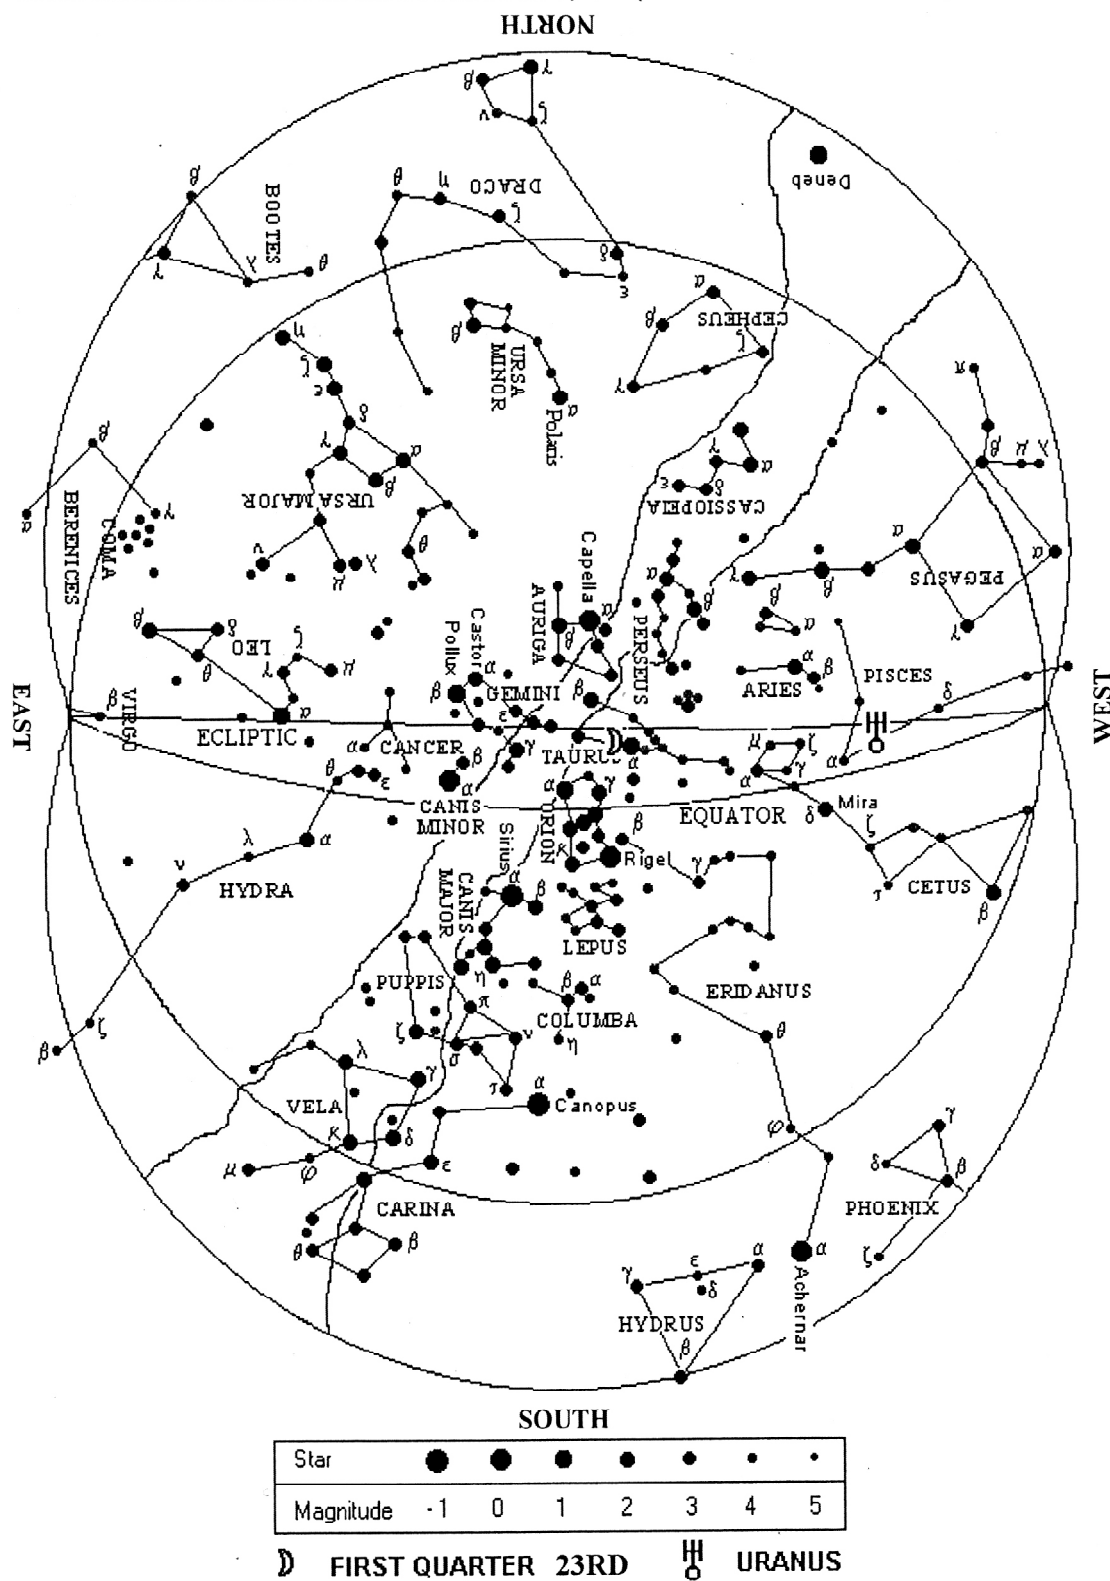 NORTH
β γ
ν ζ
Deneb
β
BOOTES
θ η DRACO ζ
γ λ θ
δ ε
α
β CEPHEUS
ζ
γ
β URSA MINOR
Polaris α
η
ζ
ε
δ
γ α
β
URSA MAJOR
π
β μ λ
γ α
ε δ
CASSIOPEIA
β
α γ
COMA
BERENICES
θ
ν μ λ
Capella
α
AURIGA
β
α
β
PERSEUS
α
γ β PEGASUS
γ
β
α
β δ
LEO
θ
ζ
γ μ
α
Castor
Pollux
α
β
GEMINI
ε
γ
β
α β
ARIES
PISCES
δ
EAST
WEST
β
VIRGO
ECLIPTIC
α
CANCER
TAURUS
α
μ ζ
α γ
α
θ ε
β
α
CANIS
MINOR
α γ
ORION
κ
β
Rigel
EQUATOR
δ
Mira
ζ
τ
CETUS
β
λ α
ν
HYDRA
Sirius
α
β
CANIS
MAJOR
η
LEPUS
γ
ERIDANUS
θ
φ
PUPPIS
π
ζ
σ
ν
τ
β α
COLUMBA
η
β ζ
λ
γ
VELA
κ δ
μ φ
α
Canopus
ε
CARINA
θ β
γ
δ β
PHOENIX
ζ
α
Achernar
γ ε α
δ
HYDRUS
β
SOUTH
Star
Magnitude -1 0 1 2 3 4 5
FIRST QUARTER 23RD URANUS